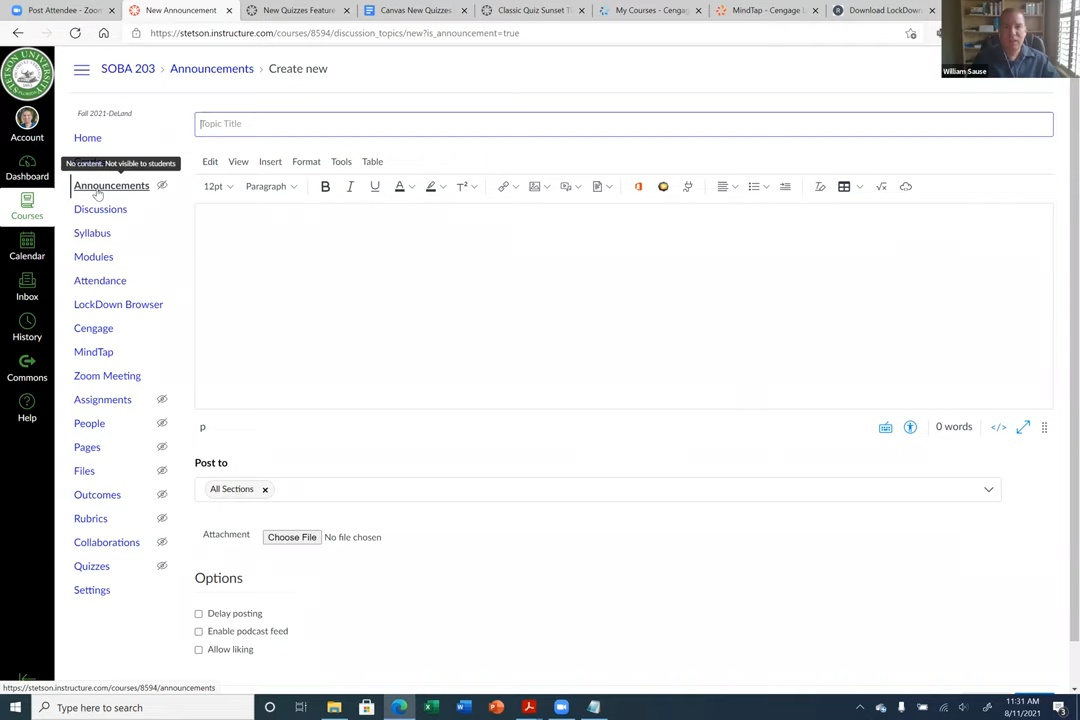 Post Attendee - Zoom
New Announcement
New Quizzes Feature
Canvas New Quizzes
Classic Quiz Sunset T
My Courses - Cengag
MindTap - Cengage L
Download LockDown
https://stetson.instructure.com/courses/8594/discussion_topics/new?is_announcement=true
William Sause
STETSON UNIVERSITY
SOBA 203 › Announcements › Create new
Account
Dashboard
Courses
Calendar
Inbox
History
Commons
Help
Fall 2021-DeLand
Home
No content. Not visible to students
Announcements
Discussions
Syllabus
Modules
Attendance
LockDown Browser
Cengage
MindTap
Zoom Meeting
Assignments
People
Pages
Files
Outcomes
Rubrics
Collaborations
Quizzes
Settings
Topic Title
Edit View Insert Format Tools Table
12pt Paragraph B I U A T²
p
0 words </>
Post to
All Sections ×
Attachment Choose File No file chosen
Options
Delay posting
Enable podcast feed
Allow liking
https://stetson.instructure.com/courses/8594/announcements
Type here to search
11:31 AM
8/11/2021
3